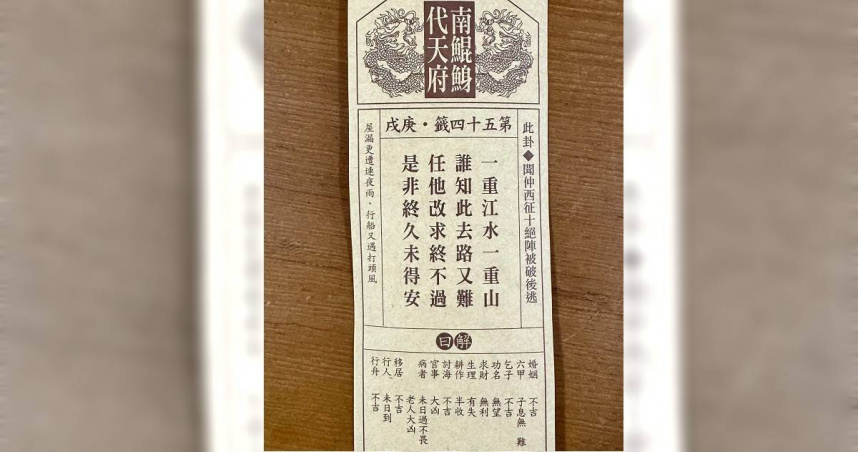 南鯤鯓
代天府
第五十四籤・庚戌
此卦◆聞仲西征十絕陣被破後逃
一重江水一重山
誰知此去路又難
任他改求終不過
是非終久未得安
屋漏更遭連夜雨・行船又遇打頭風
解曰
婚姻 不吉
六甲 子息無 難
乞子 不吉
功名 無望
求財 無利
生理 有失
耕作 半收
討海 不吉
官事 大凶
病者 未日過不畏
老人大凶
移居 不吉
行人 未日到
行舟 不吉